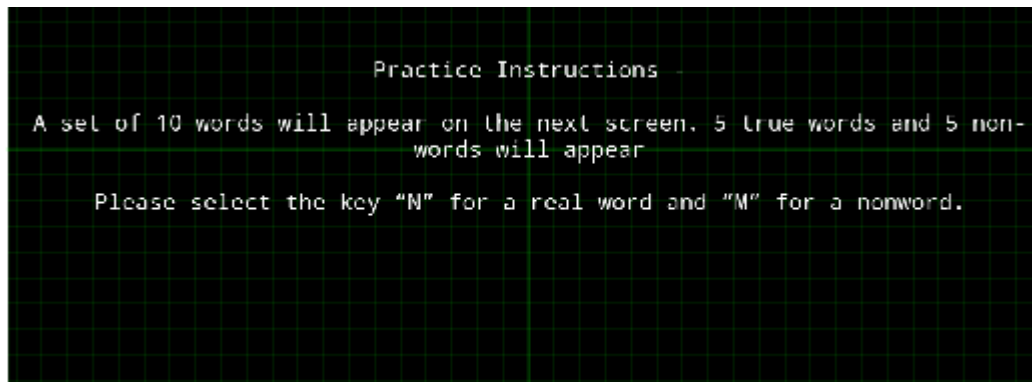 Practice Instructions -
A set of 10 words will appear on the next screen. 5 true words and 5 non-
words will appear
Please select the key “N” for a real word and “M” for a nonword.